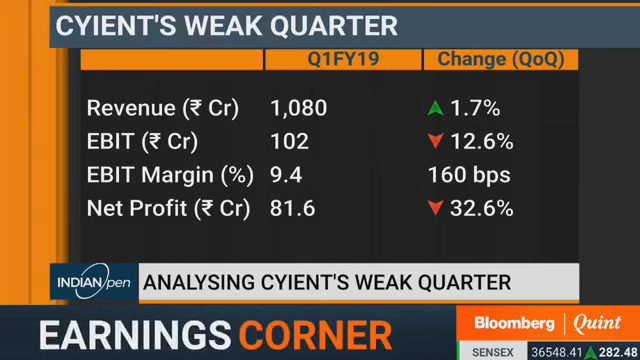 CYIENT'S WEAK QUARTER
Q1FY19 Change (QoQ)
Revenue (₹ Cr) 1,080 1.7%
EBIT (₹ Cr) 102 12.6%
EBIT Margin (%) 9.4 160 bps
Net Profit (₹ Cr) 81.6 32.6%
INDIAN open ANALYSING CYIENT'S WEAK QUARTER
EARNINGS CORNER
Bloomberg | Quint
SENSEX 36548.41 282.48